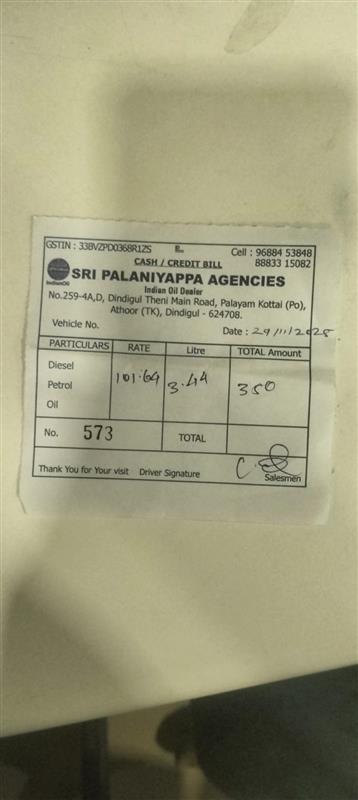 GSTIN : 33BVZPD0368R1ZS
Cell : 96884 53848
CASH / CREDIT BILL
88833 15082
IndianOil
SRI PALANIYAPPA AGENCIES
Indian Oil Dealer
No.259-4A,D, Dindigul Theni Main Road, Palayam Kottai (Po),
Athoor (TK), Dindigul - 624708.
Vehicle No.
Date : 29/11/2025
PARTICULARS RATE Litre TOTAL Amount
Diesel
Petrol 101.64 3.44 350
Oil
No. 573 TOTAL
Thank You for Your visit Driver Signature Salesmen